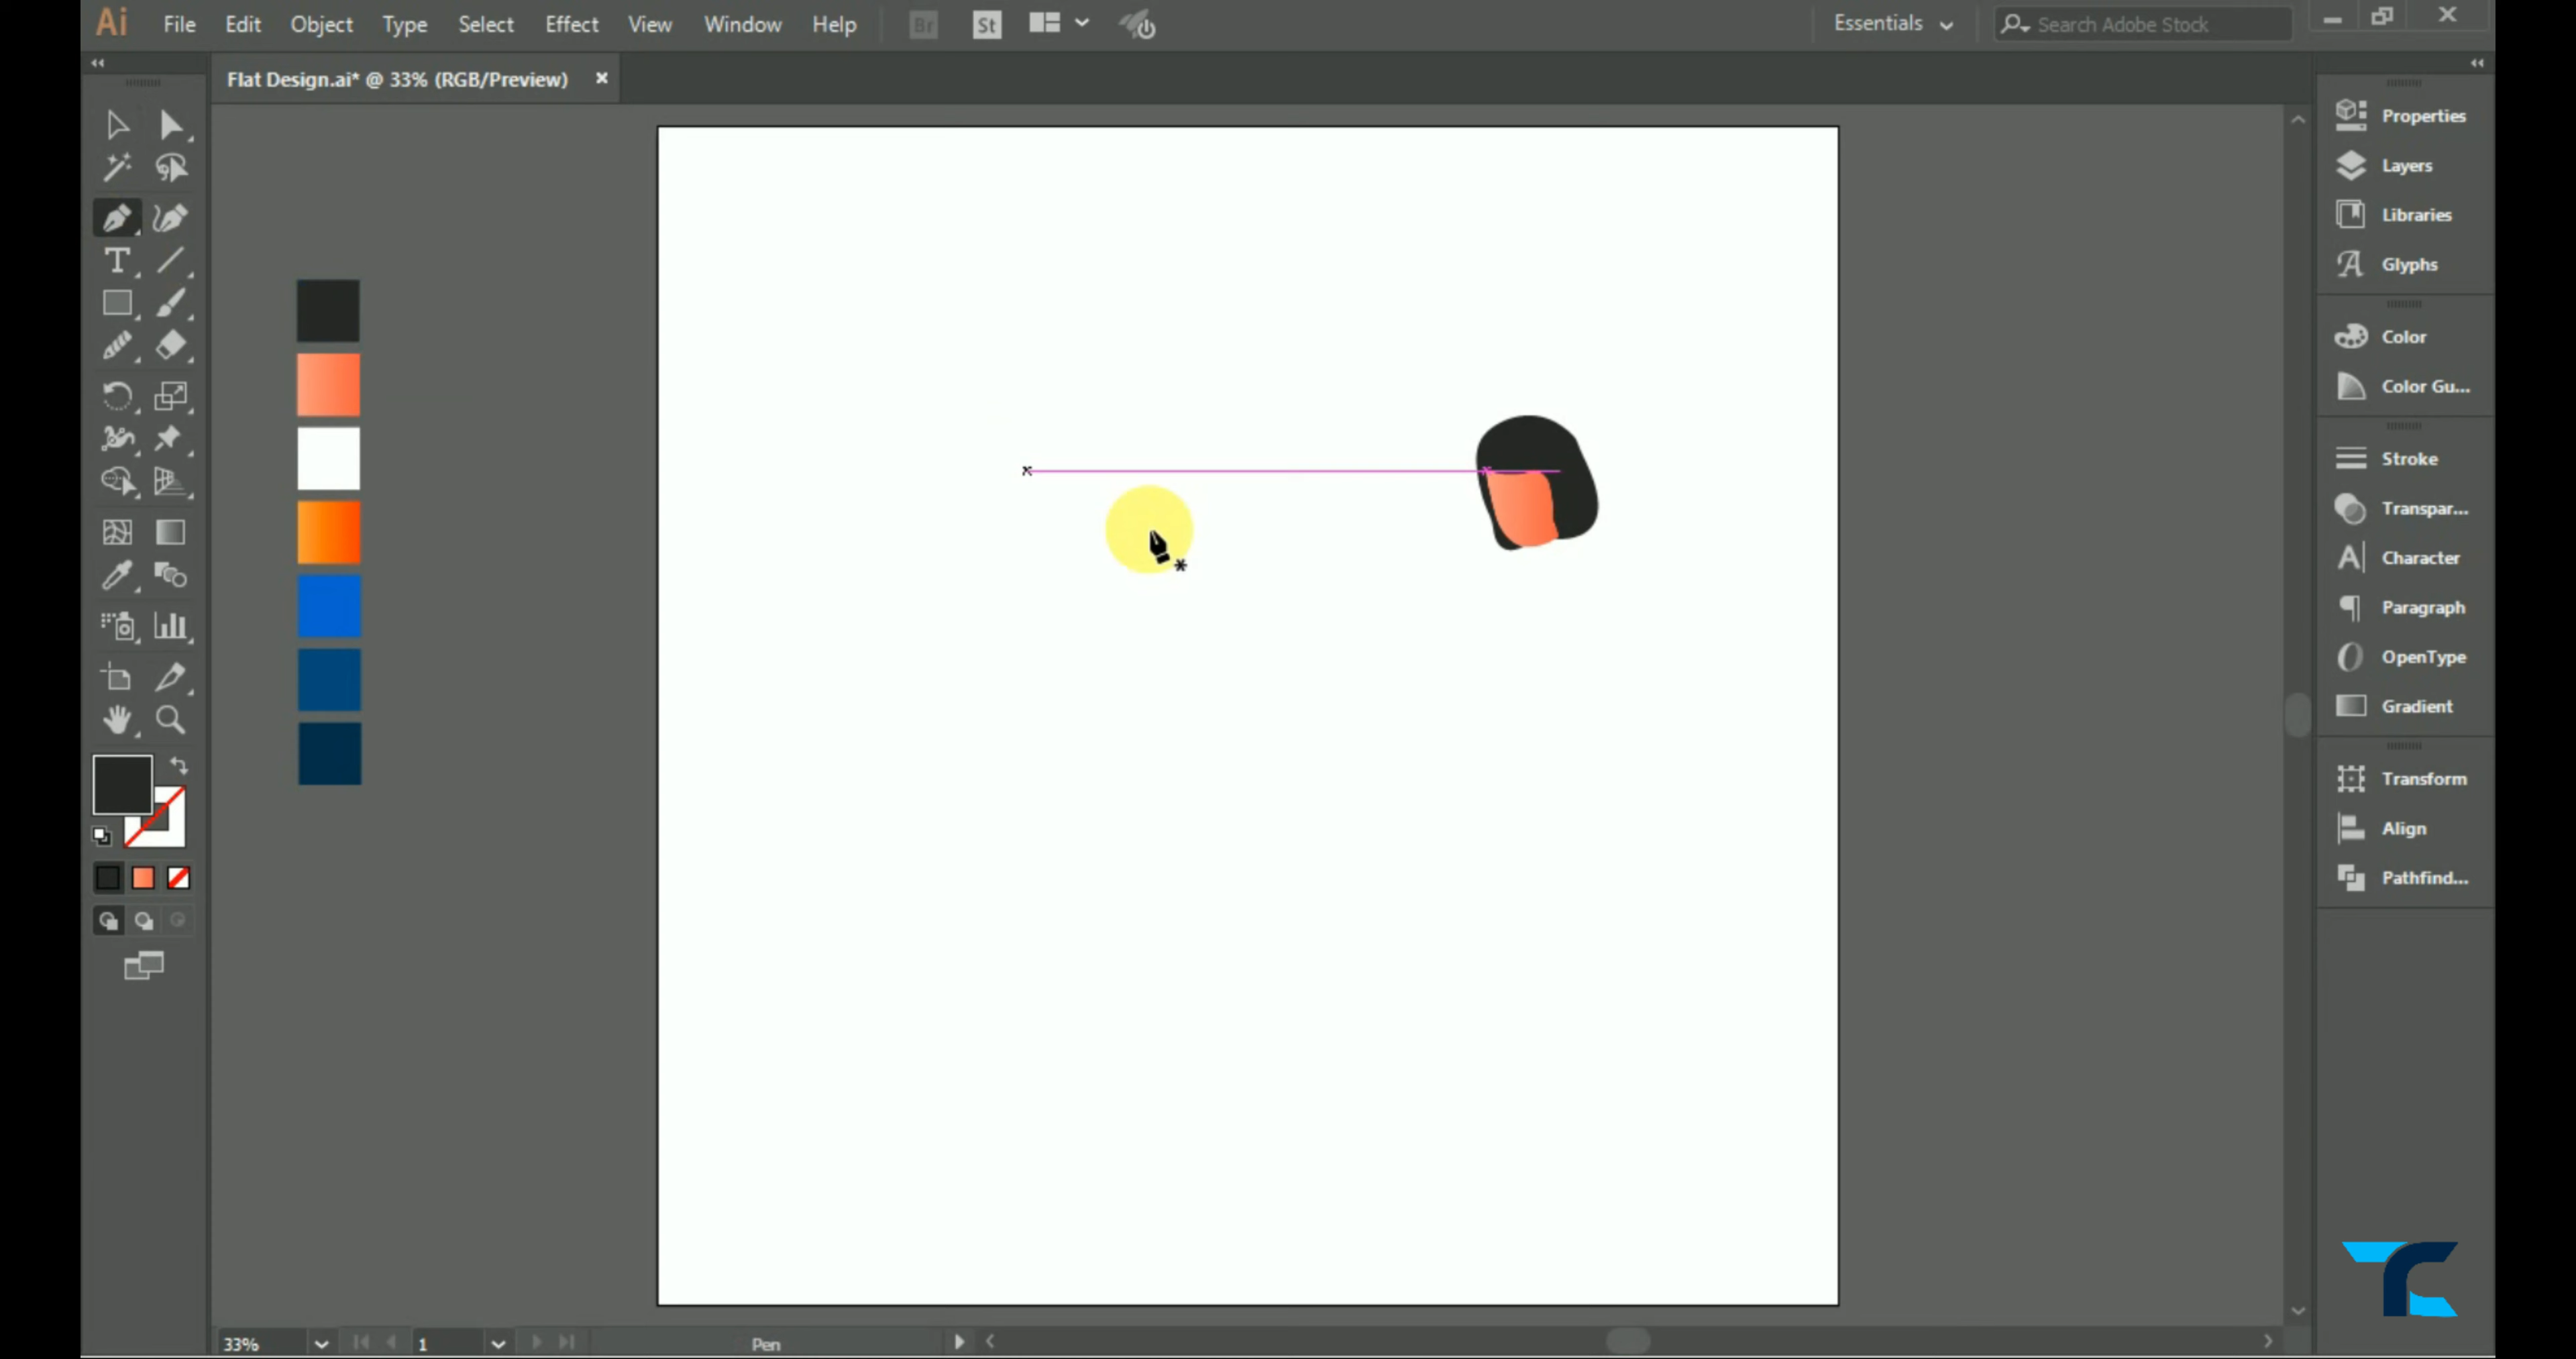 Ai File Edit Object Type Select Effect View Window Help Br St Essentials Search Adobe Stock
Flat Design.ai* @ 33% (RGB/Preview)
Properties
Layers
Libraries
Glyphs
Color
Color Gu...
Stroke
Transpar...
Character
Paragraph
OpenType
Gradient
Transform
Align
Pathfind...
TC
33% 1 Pen